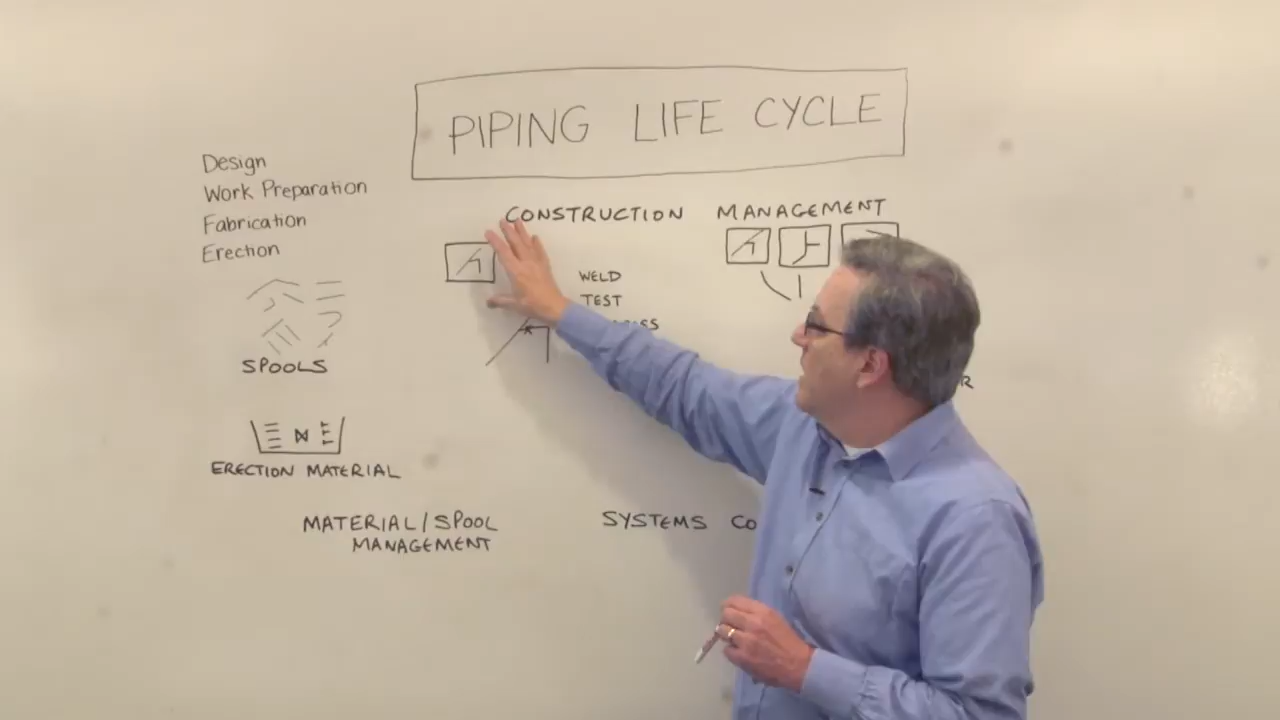 PIPING LIFE CYCLE
Design
Work Preparation
Fabrication
Erection
CONSTRUCTION MANAGEMENT
WELD
TEST
SPOOLS
ERECTION MATERIAL
MATERIAL/SPOOL
MANAGEMENT
SYSTEMS